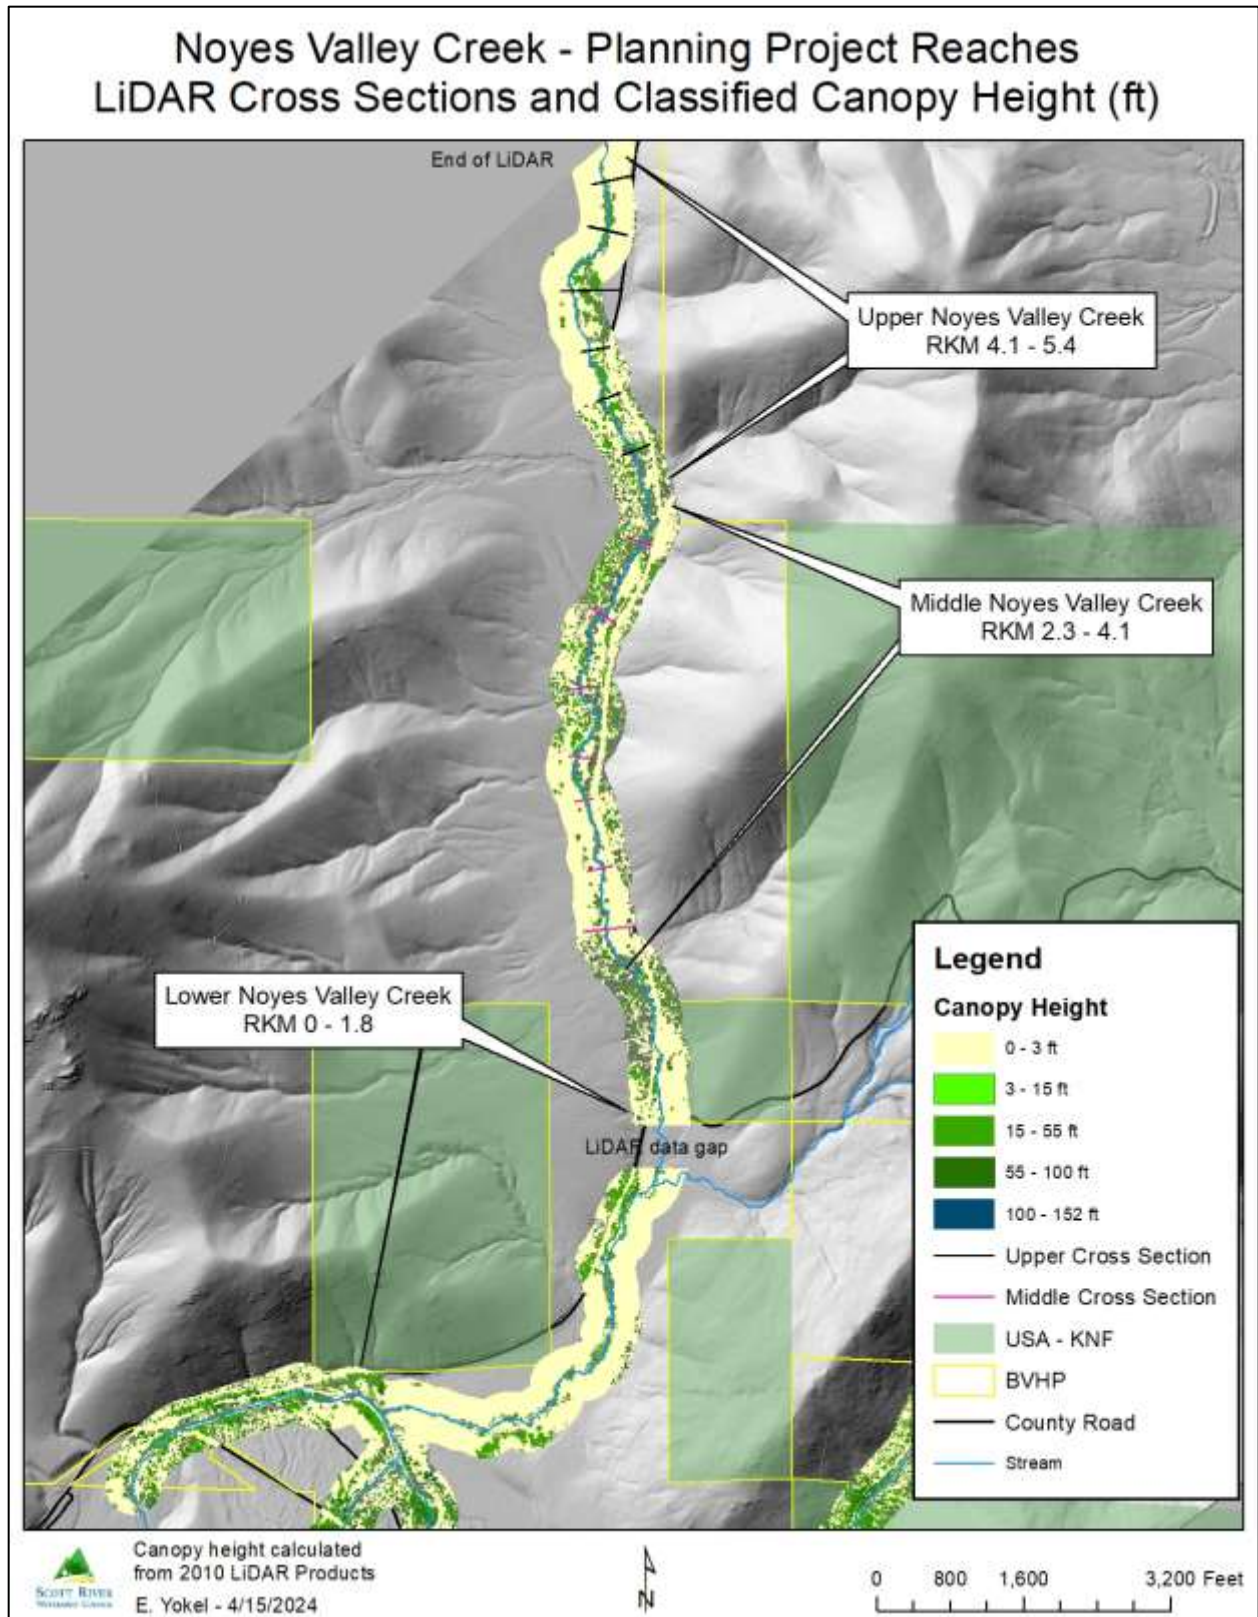 Noyes Valley Creek - Planning Project Reaches
LiDAR Cross Sections and Classified Canopy Height (ft)
End of LiDAR
Upper Noyes Valley Creek
RKM 4.1 - 5.4
Middle Noyes Valley Creek
RKM 2.3 - 4.1
Lower Noyes Valley Creek
RKM 0 - 1.8
LiDAR data gap
Legend
Canopy Height
0 - 3 ft
3 - 15 ft
15 - 55 ft
55 - 100 ft
100 - 152 ft
Upper Cross Section
Middle Cross Section
USA - KNF
BVHP
County Road
Stream
SCOTT RIVER
WATERSHED COUNCIL
Canopy height calculated
from 2010 LiDAR Products
E. Yokel - 4/15/2024
N
0 800 1,600 3,200 Feet